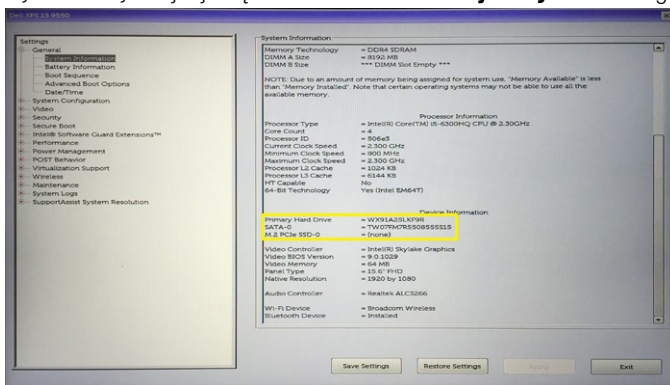 Dell XPS 15 9550
Settings
General
System Information
Battery Information
Boot Sequence
Advanced Boot Options
Date/Time
System Configuration
Video
Security
Secure Boot
Intel® Software Guard Extensions™
Performance
Power Management
POST Behavior
Virtualization Support
Wireless
Maintenance
System Logs
SupportAssist System Resolution
System Information
Memory Technology = DDR4 SDRAM
DIMM A Size = 8192 MB
DIMM B Size *** DIMM Slot Empty ***
NOTE: Due to an amount of memory being assigned for system use, "Memory Available" is less
than "Memory Installed". Note that certain operating systems may not be able to use all the
available memory.
Processor Information
Processor Type = Intel(R) Core(TM) i5-6300HQ CPU @ 2.30GHz
Core Count = 4
Processor ID = 506e3
Current Clock Speed = 2.300 GHz
Minimum Clock Speed = 800 MHz
Maximum Clock Speed = 2.300 GHz
Processor L2 Cache = 1024 KB
Processor L3 Cache = 6144 KB
HT Capable No
64-Bit Technology Yes (Intel EM64T)
Device Information
Primary Hard Drive = WX91A25LKF9R
SATA-0 = TW07FM7R5508555S515
M.2 PCIe SSD-0 = (none)
Video Controller = Intel(R) Skylake Graphics
Video BIOS Version = 9.0.1029
Video Memory = 64 MB
Panel Type = 15.6" FHD
Native Resolution = 1920 by 1080
Audio Controller = Realtek ALC3266
Wi-Fi Device = Broadcom Wireless
Bluetooth Device = Installed
Save Settings
Restore Settings
Apply
Exit